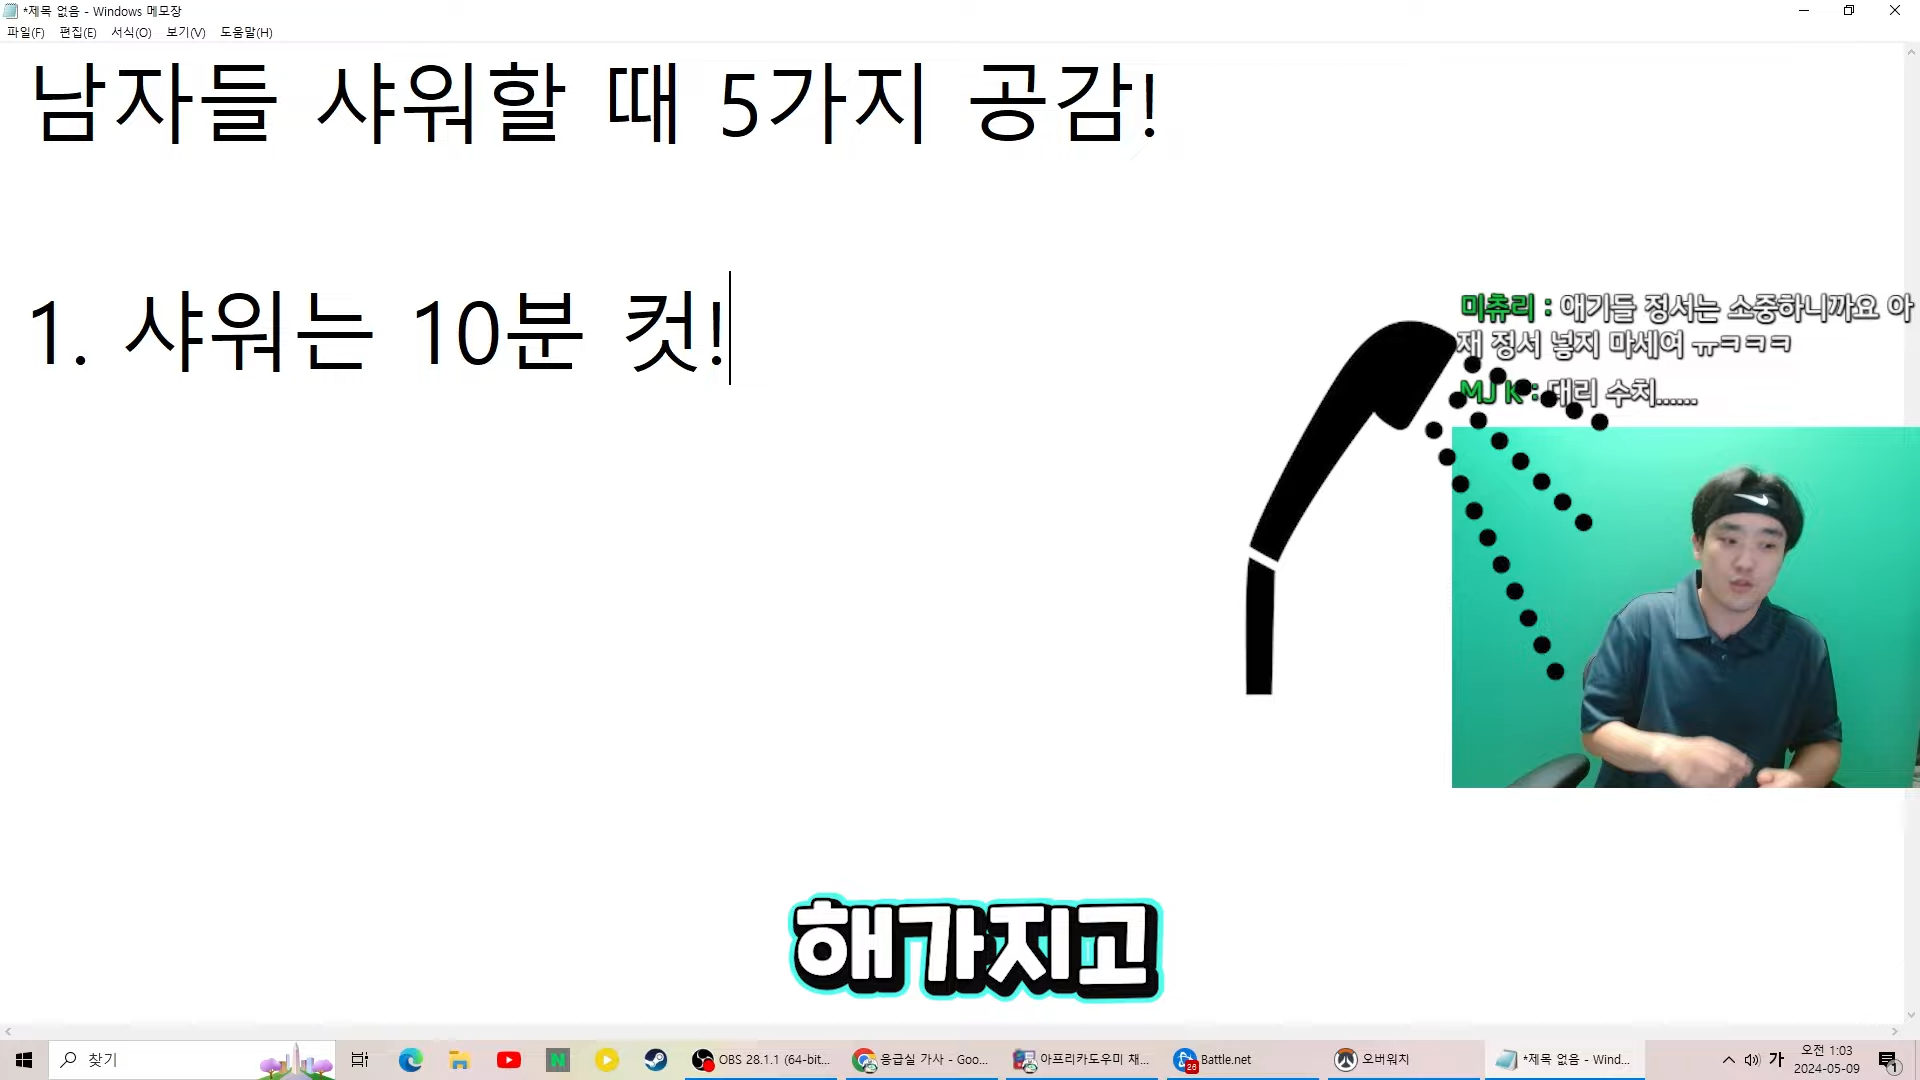 *제목 없음 - Windows 메모장
파일(F) 편집(E) 서식(O) 보기(V) 도움말(H)
남자들 샤워할 때 5가지 공감!
1. 샤워는 10분 컷!
미츄리 : 애기들 정서는 소중하니까요 아
재 정서 넣지 마세여 ㅠㅋㅋㅋ
MJ K : 대리 수치......
해가지고
찾기
OBS 28.1.1 (64-bit...
응급실 가사 - Goo...
아프리카도우미 채...
28
Battle.net
오버워치
*제목 없음 - Wind...
가
오전 1:03
2024-05-09
1